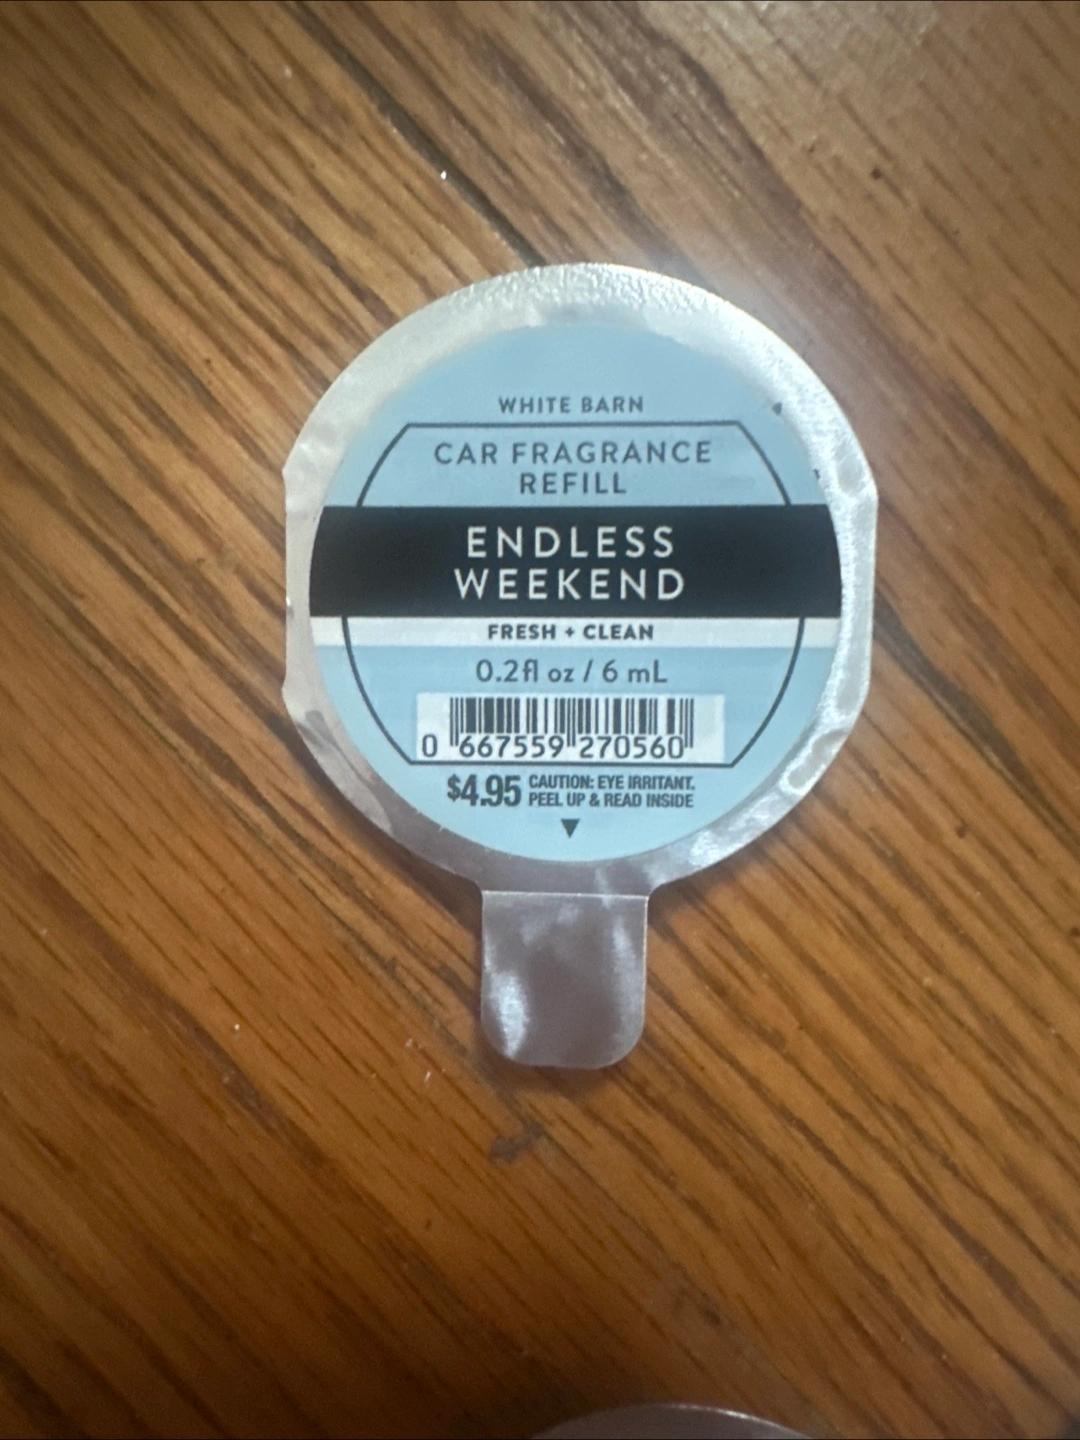 WHITE BARN
CAR FRAGRANCE
REFILL
ENDLESS
WEEKEND
FRESH + CLEAN
0.2fl oz / 6 mL
0 667559 270560
$4.95 CAUTION: EYE IRRITANT.
PEEL UP & READ INSIDE